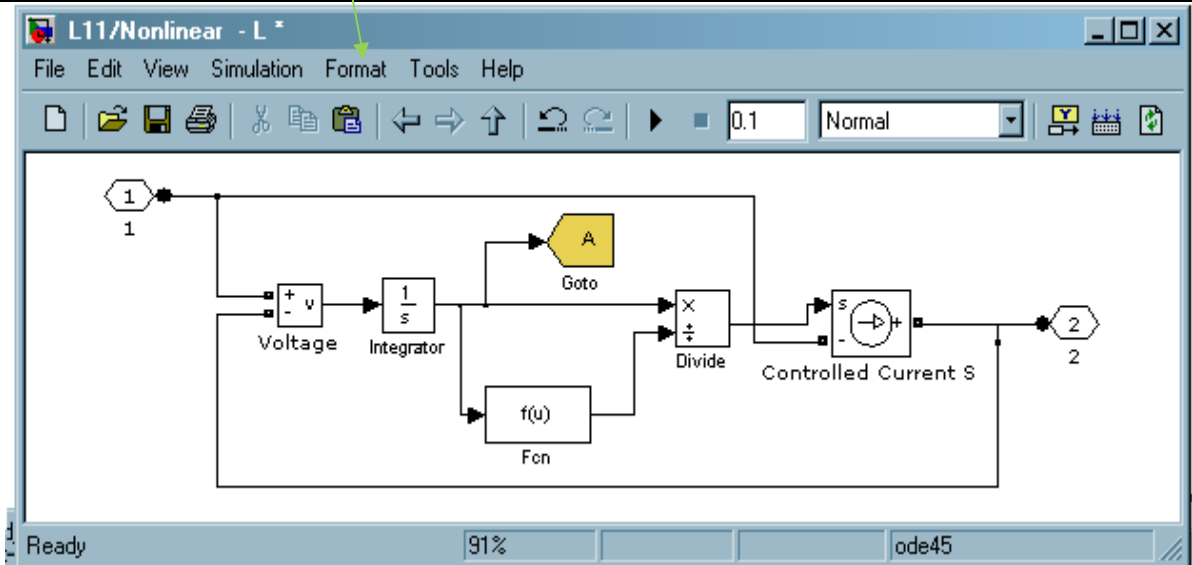 L11/Nonlinear - L *
File Edit View Simulation Format Tools Help
0.1 Normal
1
1
A
Goto
+ v
-
Voltage
1
s
Integrator
×
÷
Divide
s
- +
Controlled Current S
2
2
f(u)
Fcn
Ready 91% ode45